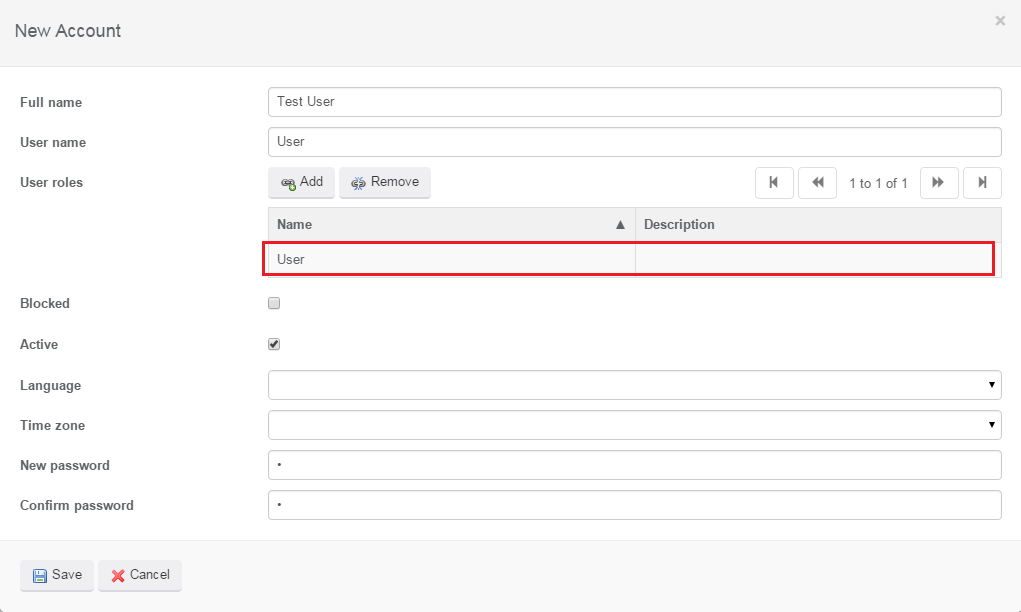 New Account
×
Full name
Test User
User name
User
User roles
Add Remove 1 to 1 of 1
Name ▲ Description
User
Blocked
Active
Language
Time zone
New password
•
Confirm password
•
Save Cancel